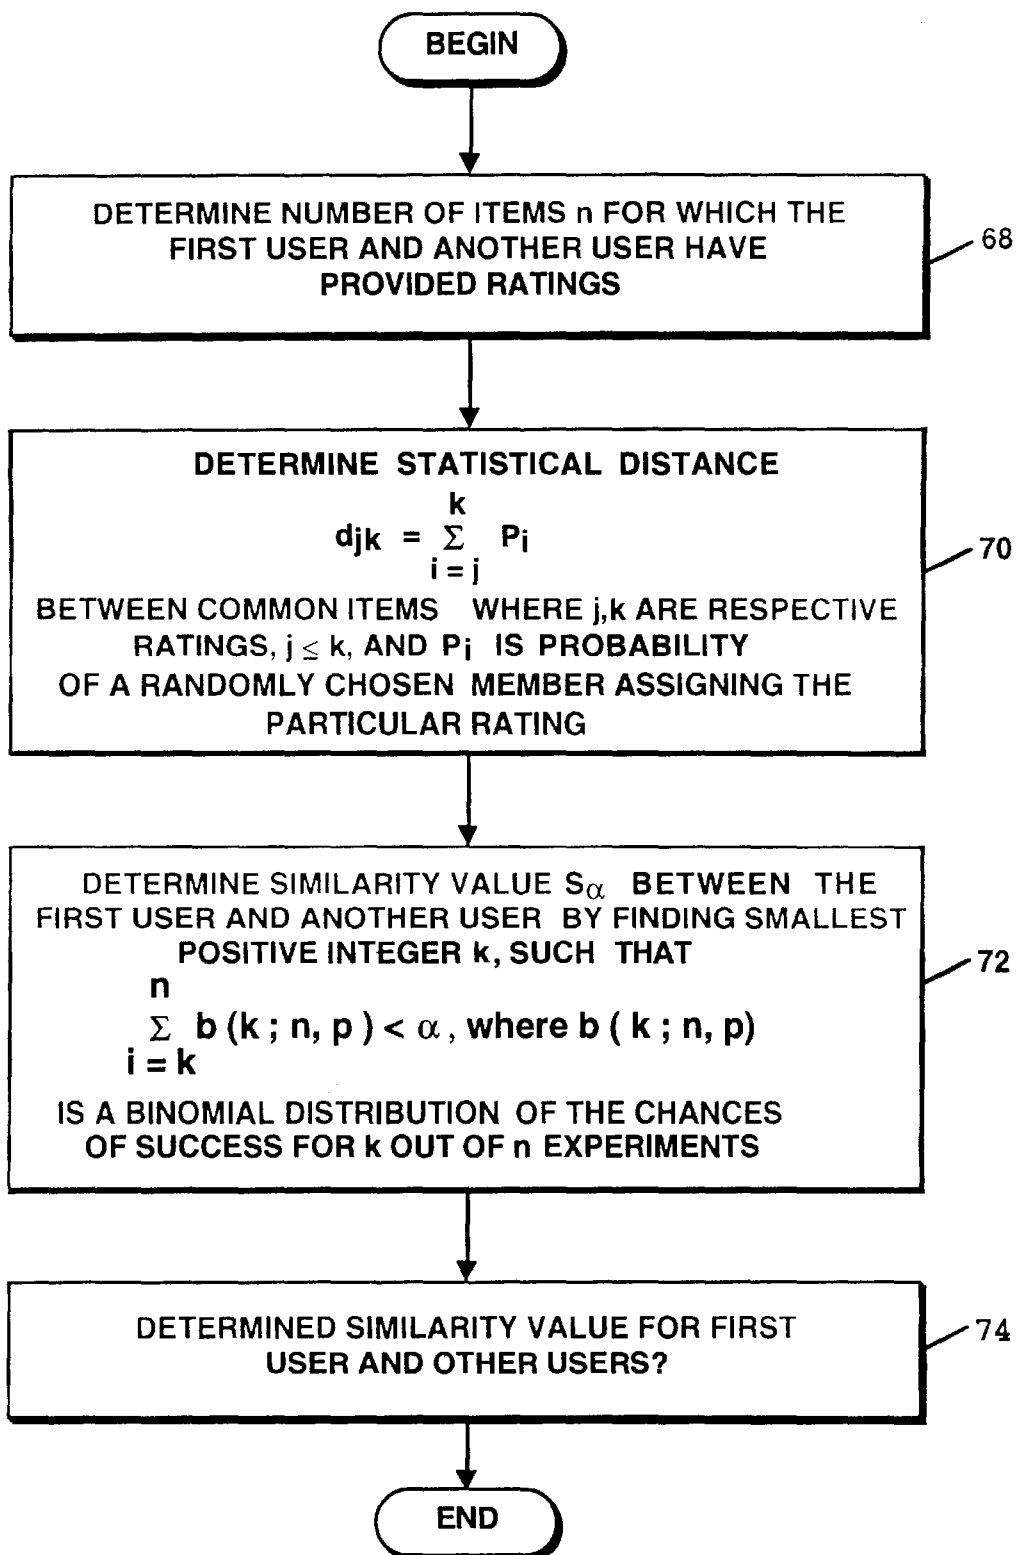 BEGIN
DETERMINE NUMBER OF ITEMS n FOR WHICH THE
FIRST USER AND ANOTHER USER HAVE
PROVIDED RATINGS
68
DETERMINE STATISTICAL DISTANCE
k
djk = Σ Pi
i = j
BETWEEN COMMON ITEMS WHERE j,k ARE RESPECTIVE
RATINGS, j ≤ k, AND Pi IS PROBABILITY
OF A RANDOMLY CHOSEN MEMBER ASSIGNING THE
PARTICULAR RATING
70
DETERMINE SIMILARITY VALUE Sα BETWEEN THE
FIRST USER AND ANOTHER USER BY FINDING SMALLEST
POSITIVE INTEGER k, SUCH THAT
n
Σ b (k ; n, p ) < α , where b ( k ; n, p)
i = k
IS A BINOMIAL DISTRIBUTION OF THE CHANCES
OF SUCCESS FOR k OUT OF n EXPERIMENTS
72
DETERMINED SIMILARITY VALUE FOR FIRST
USER AND OTHER USERS?
74
END